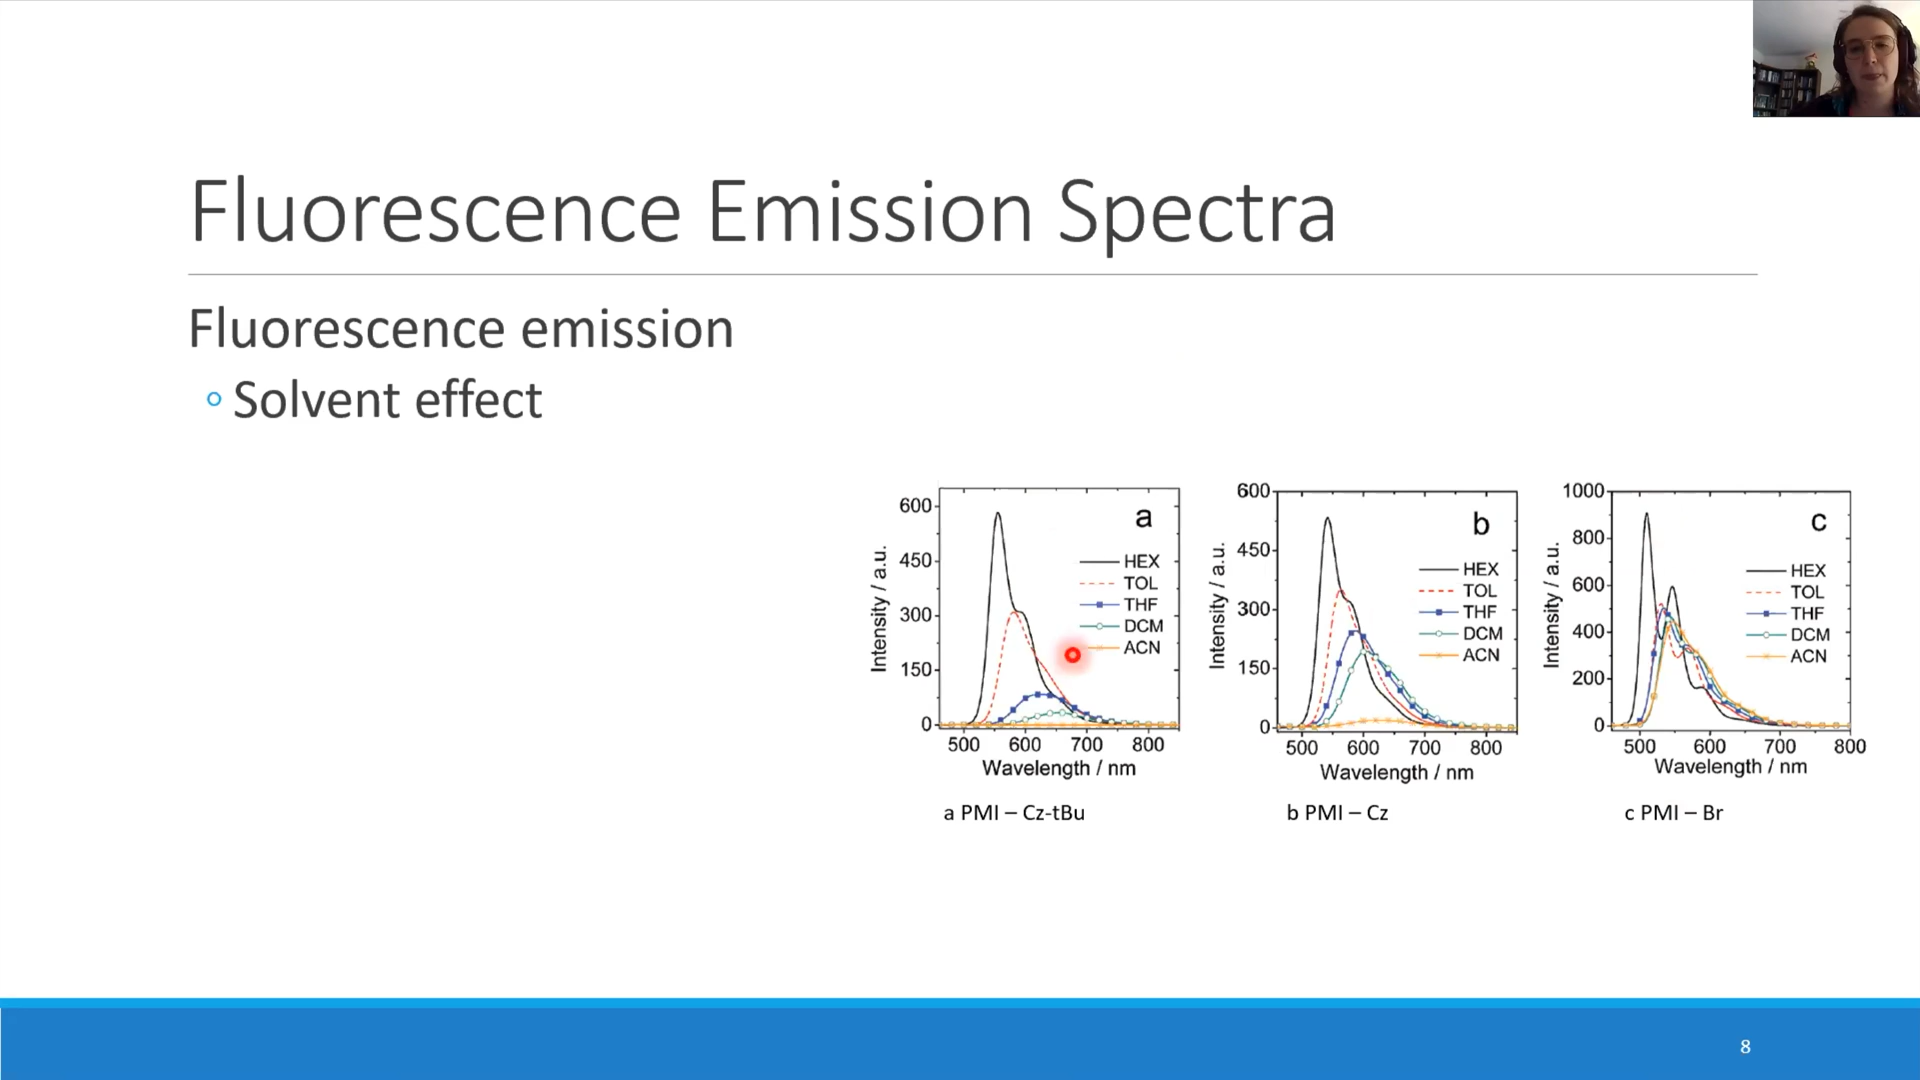 Fluorescence Emission Spectra
Fluorescence emission
Solvent effect
600
450
300
150
0
500 600 700 800
Intensity / a.u.
Wavelength / nm
a
HEX
TOL
THF
DCM
ACN
a PMI – Cz-tBu
600
450
300
150
0
500 600 700 800
Intensity / a.u.
Wavelength / nm
b
HEX
TOL
THF
DCM
ACN
b PMI – Cz
1000
800
600
400
200
0
500 600 700 800
Intensity / a.u.
Wavelength / nm
c
HEX
TOL
THF
DCM
ACN
c PMI – Br
8